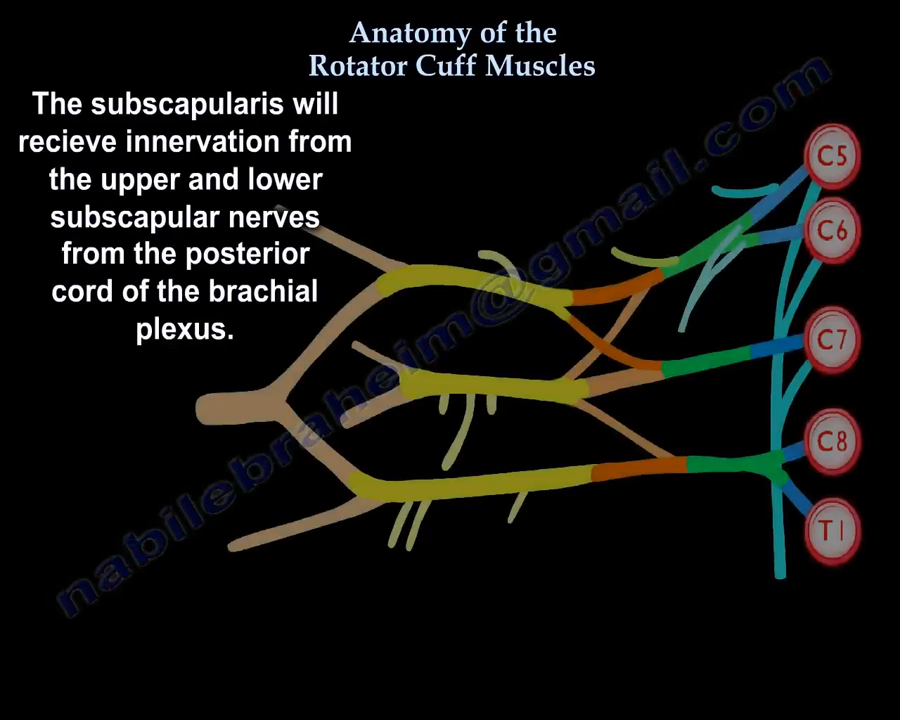 Anatomy of the
Rotator Cuff Muscles
The subscapularis will
recieve innervation from
the upper and lower
subscapular nerves
from the posterior
cord of the brachial
plexus.
C5
C6
C7
C8
T1
nabilebraheim@gmail.com